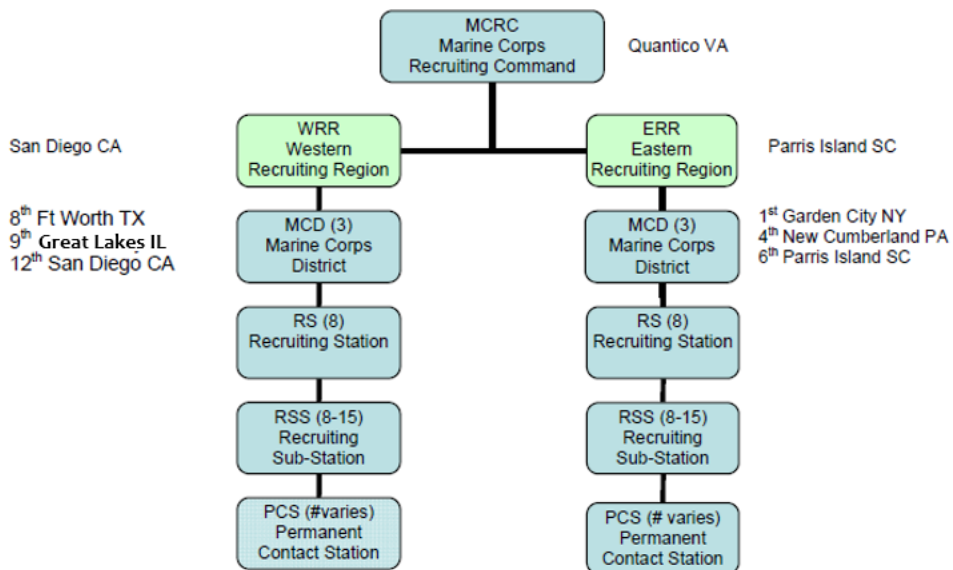 MCRC
Marine Corps
Recruiting Command
Quantico VA
San Diego CA
WRR
Western
Recruiting Region
ERR
Eastern
Recruiting Region
Parris Island SC
8th Ft Worth TX
9th Great Lakes IL
12th San Diego CA
MCD (3)
Marine Corps
District
MCD (3)
Marine Corps
District
1st Garden City NY
4th New Cumberland PA
6th Parris Island SC
RS (8)
Recruiting Station
RS (8)
Recruiting Station
RSS (8-15)
Recruiting
Sub-Station
RSS (8-15)
Recruiting
Sub-Station
PCS (#varies)
Permanent
Contact Station
PCS (# varies)
Permanent
Contact Station